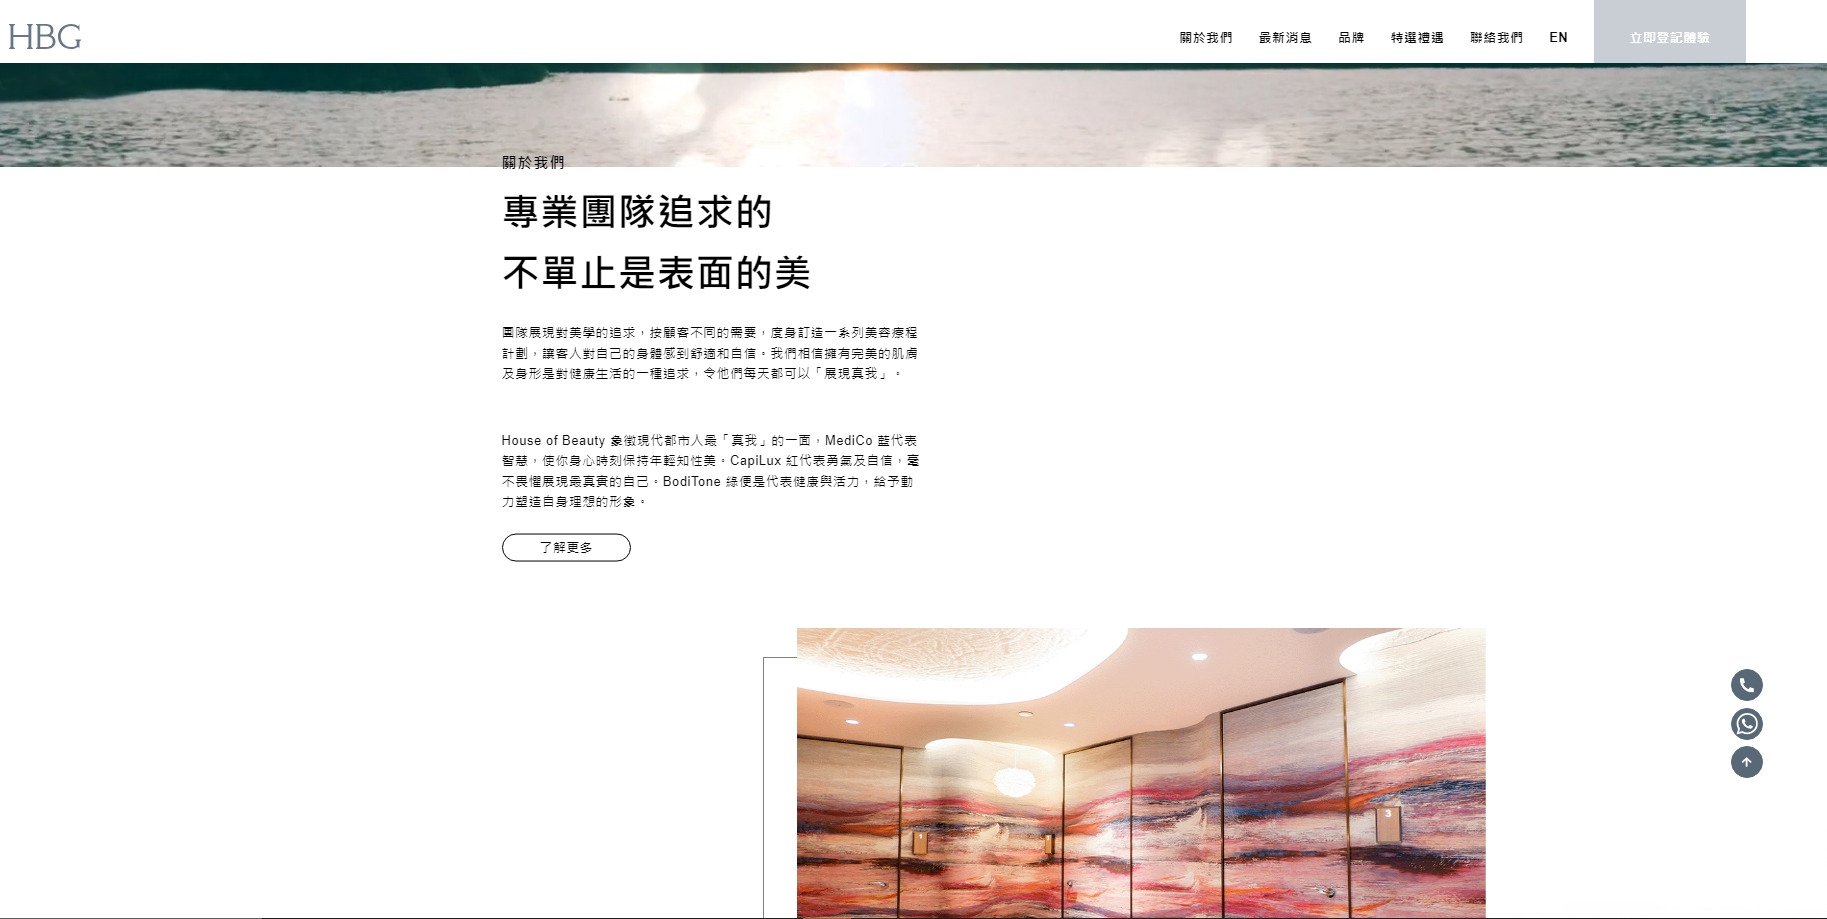 HBG
關於我們
最新消息
品牌
特選禮遇
聯絡我們
EN
立即登記體驗
關於我們
專業團隊追求的
不單止是表面的美
團隊展現對美學的追求，按顧客不同的需要，度身訂造一系列美容療程
計劃，讓客人對自己的身體感到舒適和自信。我們相信擁有完美的肌膚
及身形是對健康生活的一種追求，令他們每天都可以「展現真我」。
House of Beauty 象徵現代都市人最「真我」的一面，MediCo 藍代表
智慧，使你身心時刻保持年輕知性美。CapiLux 紅代表勇氣及自信，毫
不畏懼展現最真實的自己。BodiTone 綠便是代表健康與活力，給予動
力塑造自身理想的形象。
了解更多
1
3